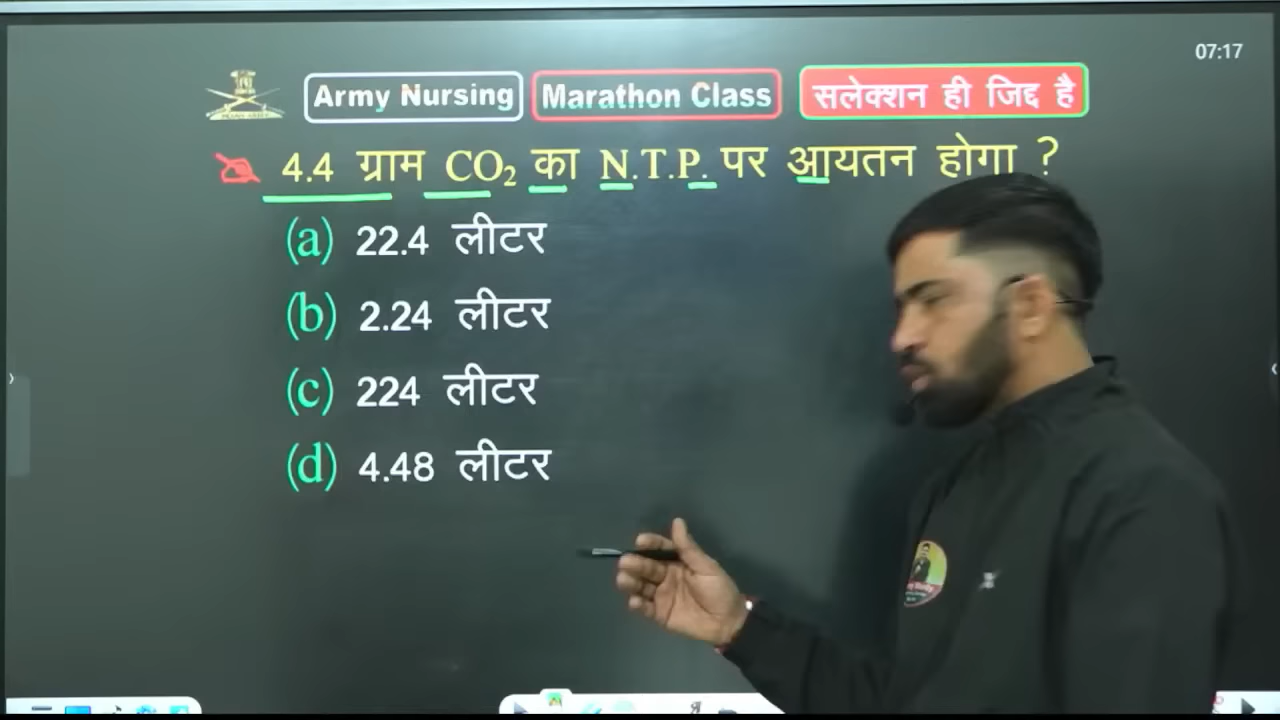 07:17
Army Nursing Marathon Class सलेक्शन ही जिद्द है
4.4 ग्राम CO₂ का N.T.P. पर आयतन होगा ?
(a) 22.4 लीटर
(b) 2.24 लीटर
(c) 224 लीटर
(d) 4.48 लीटर